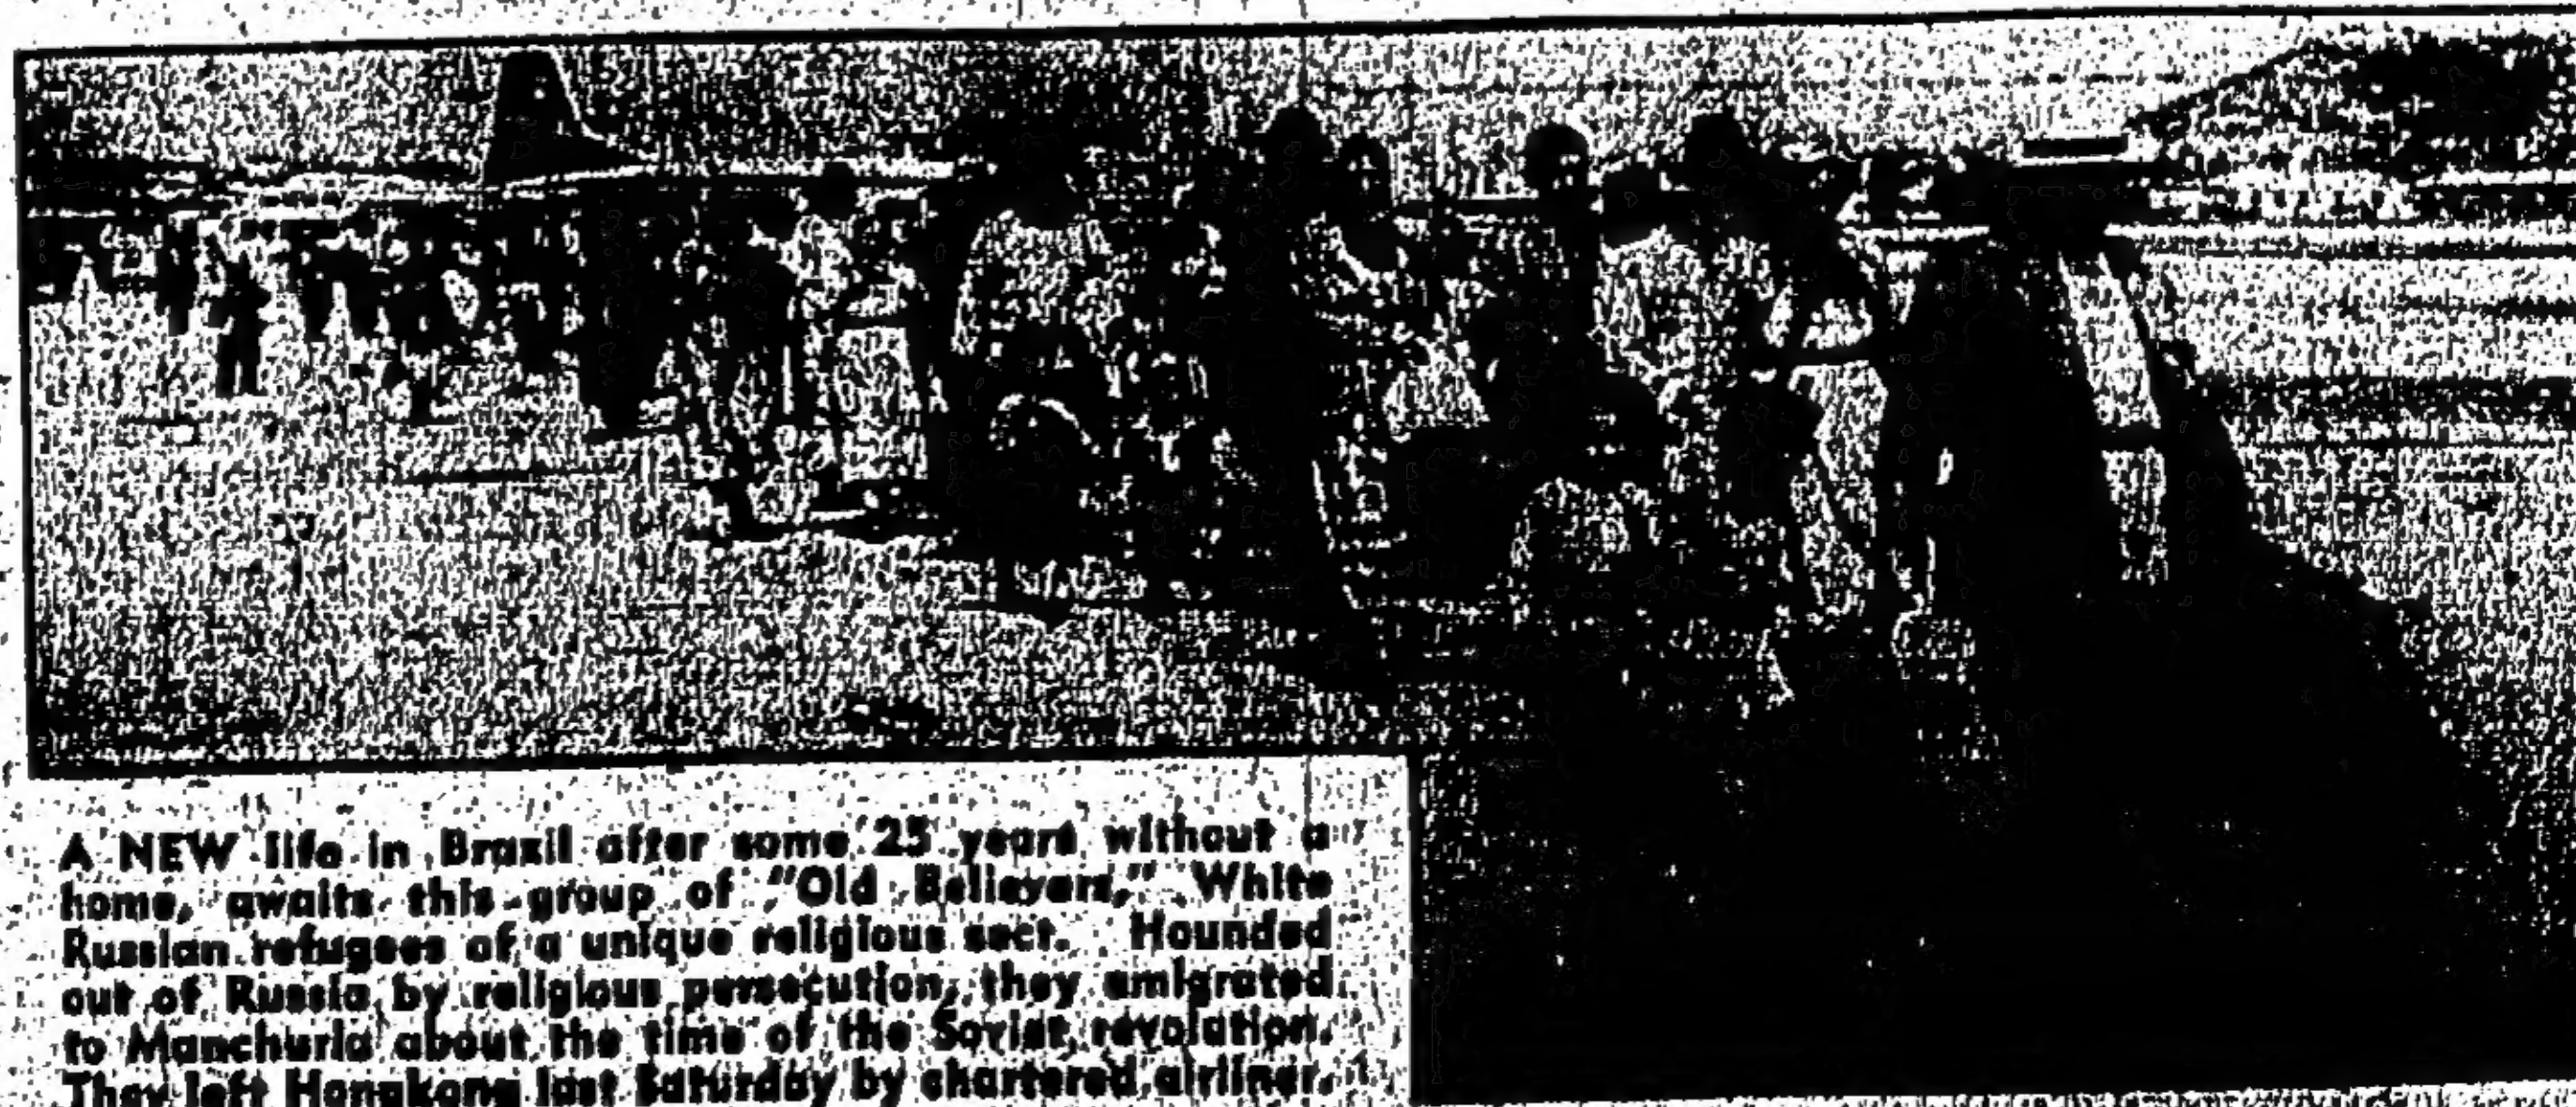 A NEW life in Brazil after some 25 years without a
home, awaits this group of "Old Believers," White
Russian refugees of a unique religious sect. Hounded
out of Russia by religious persecution, they emigrated
to Manchuria about the time of the Soviet revolation.
They left Hongkong last Saturday by chartered airliner.